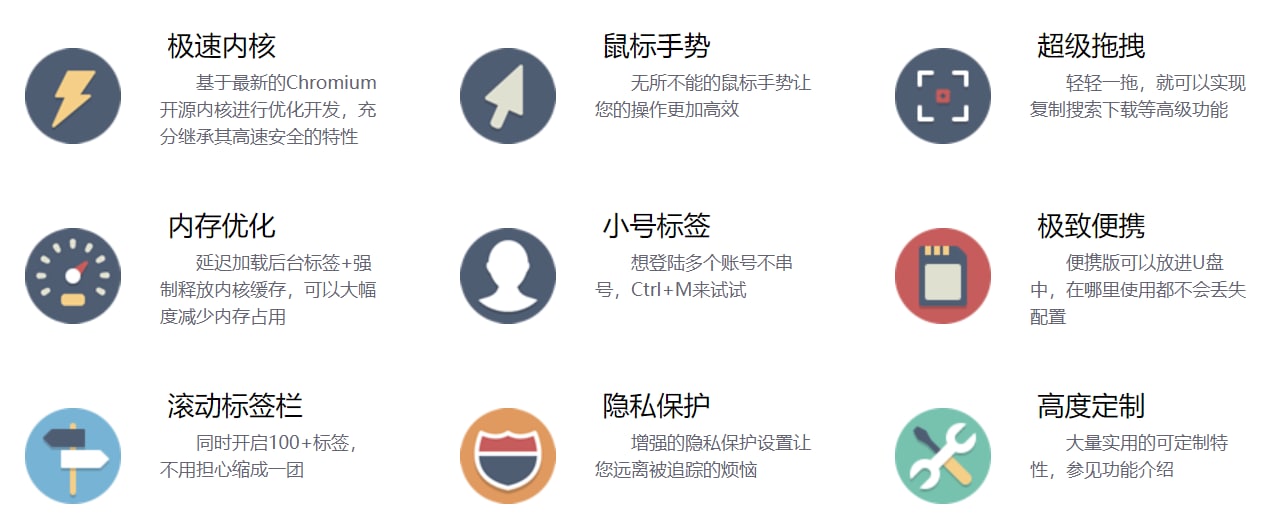 极速内核
基于最新的Chromium
开源内核进行优化开发，充
分继承其高速安全的特性
鼠标手势
无所不能的鼠标手势让
您的操作更加高效
超级拖拽
轻轻一拖，就可以实现
复制搜索下载等高级功能
内存优化
延迟加载后台标签+强
制释放内核缓存，可以大幅
度减少内存占用
小号标签
想登陆多个账号不串
号，Ctrl+M来试试
极致便携
便携版可以放进U盘
中，在哪里使用都不会丢失
配置
滚动标签栏
同时开启100+标签，
不用担心缩成一团
隐私保护
增强的隐私保护设置让
您远离被追踪的烦恼
高度定制
大量实用的可定制特
性，参见功能介绍